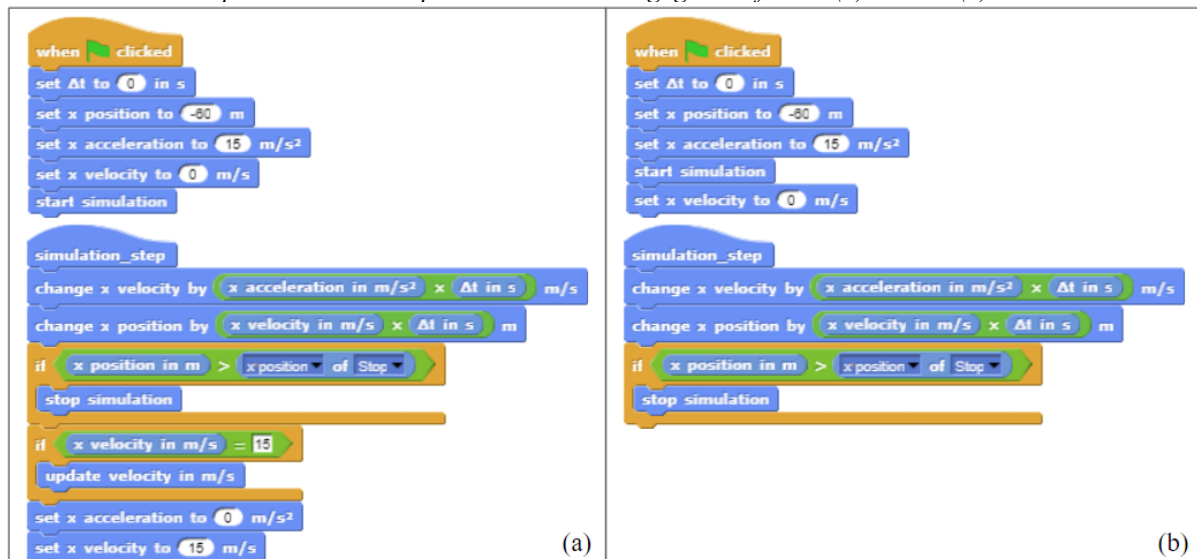 when clicked
set Δt to 0 in s
set x position to -60 m
set x acceleration to 15 m/s²
set x velocity to 0 m/s
start simulation
simulation_step
change x velocity by x acceleration in m/s² x Δt in s m/s
change x position by x velocity in m/s x Δt in s m
if x position in m > x position of Stop
stop simulation
if x velocity in m/s = 15
update velocity in m/s
set x acceleration to 0 m/s²
set x velocity to 15 m/s
(a)
when clicked
set Δt to 0 in s
set x position to -60 m
set x acceleration to 15 m/s²
start simulation
set x velocity to 0 m/s
simulation_step
change x velocity by x acceleration in m/s² x Δt in s m/s
change x position by x velocity in m/s x Δt in s m
if x position in m > x position of Stop
stop simulation
(b)